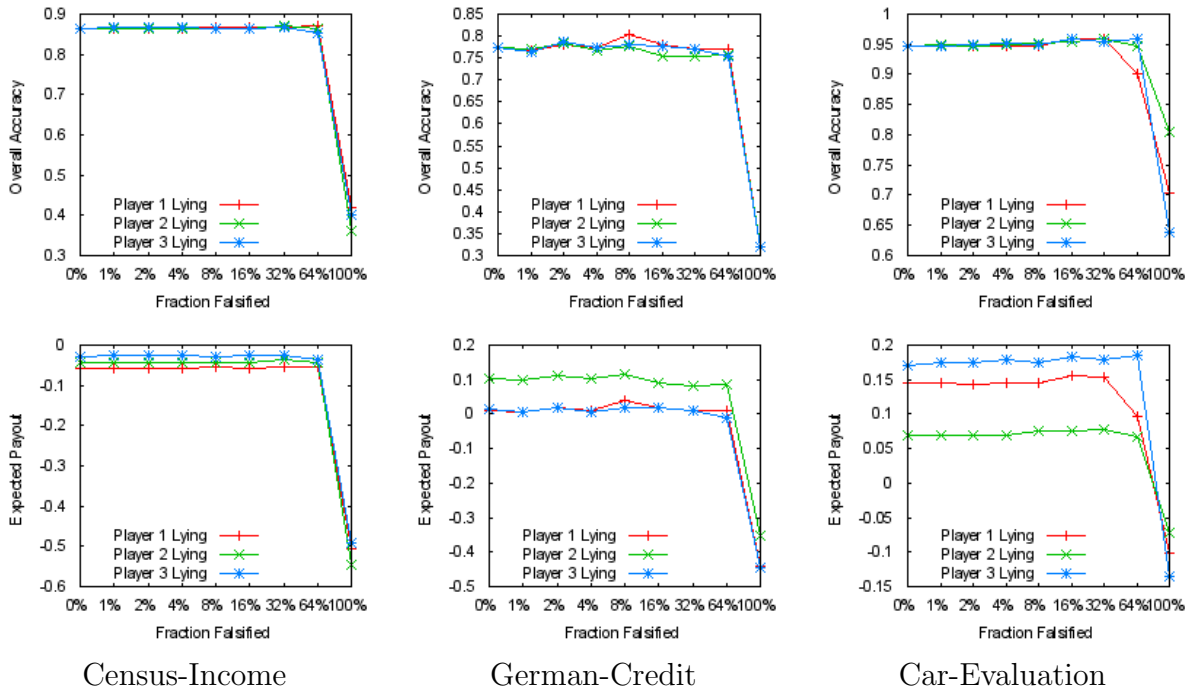 0.9
0.8
0.7
0.6
0.5
0.4
0.3
Overall Accuracy
Player 1 Lying
Player 2 Lying
Player 3 Lying
0% 1% 2% 4% 8% 16% 32% 64% 100%
Fraction Falsified
0.85
0.8
0.75
0.7
0.65
0.6
0.55
0.5
0.45
0.4
0.35
0.3
Overall Accuracy
Player 1 Lying
Player 2 Lying
Player 3 Lying
0% 1% 2% 4% 8% 16% 32% 64% 100%
Fraction Falsified
1
0.95
0.9
0.85
0.8
0.75
0.7
0.65
0.6
Overall Accuracy
Player 1 Lying
Player 2 Lying
Player 3 Lying
0% 1% 2% 4% 8% 16% 32% 64% 100%
Fraction Falsified
0
-0.1
-0.2
-0.3
-0.4
-0.5
-0.6
Expected Payout
Player 1 Lying
Player 2 Lying
Player 3 Lying
0% 1% 2% 4% 8% 16% 32% 64% 100%
Fraction Falsified
0.2
0.1
0
-0.1
-0.2
-0.3
-0.4
-0.5
Expected Payout
Player 1 Lying
Player 2 Lying
Player 3 Lying
0% 1% 2% 4% 8% 16% 32% 64% 100%
Fraction Falsified
0.2
0.15
0.1
0.05
0
-0.05
-0.1
-0.15
Expected Payout
Player 1 Lying
Player 2 Lying
Player 3 Lying
0% 1% 2% 4% 8% 16% 32% 64% 100%
Fraction Falsified
Census-Income
German-Credit
Car-Evaluation